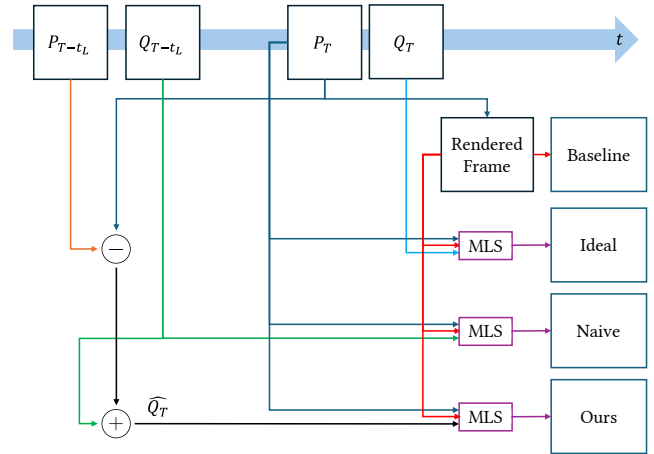 P_{T-t_L}
Q_{T-t_L}
P_T
Q_T
t
Rendered
Frame
Baseline
−
MLS
Ideal
MLS
Naive
\widehat{Q_T}
+
MLS
Ours